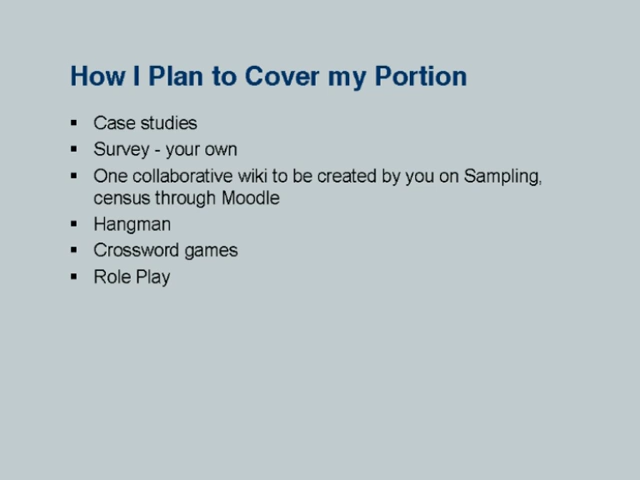 How I Plan to Cover my Portion
▪ Case studies
▪ Survey - your own
▪ One collaborative wiki to be created by you on Sampling,
census through Moodle
▪ Hangman
▪ Crossword games
▪ Role Play